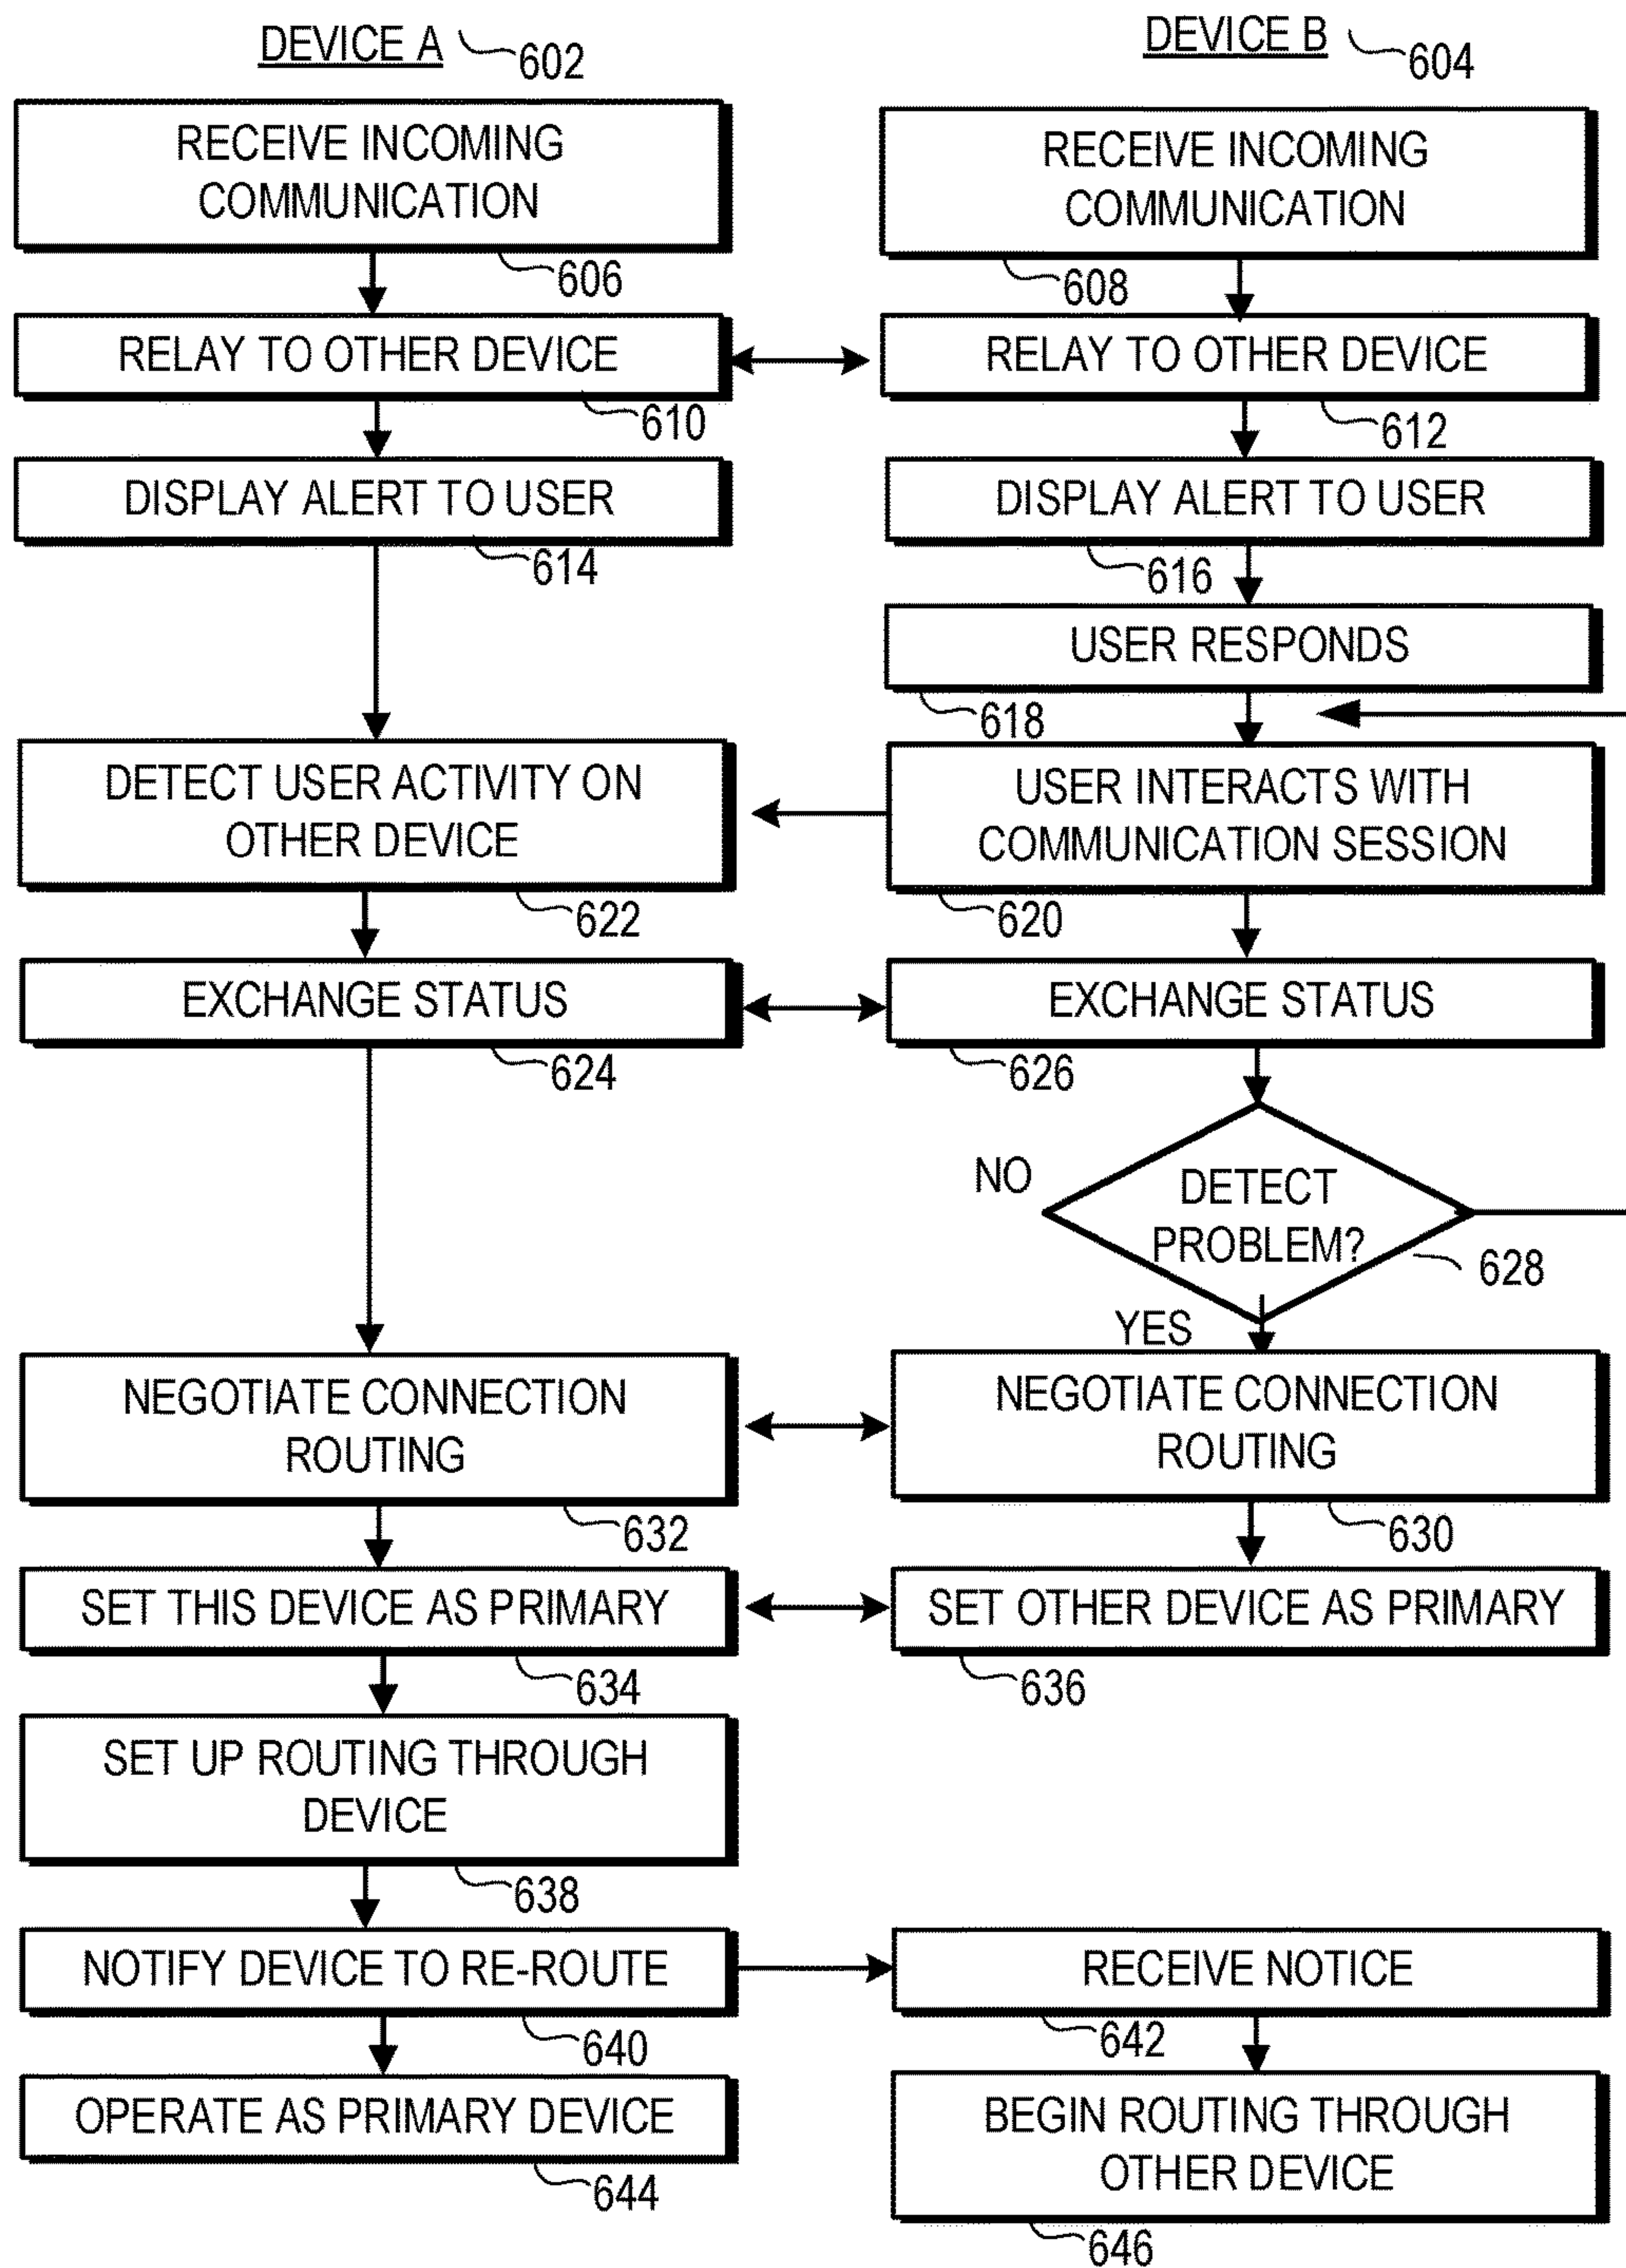 DEVICE A
602
DEVICE B
604
RECEIVE INCOMING
COMMUNICATION
606
RECEIVE INCOMING
COMMUNICATION
608
RELAY TO OTHER DEVICE
610
RELAY TO OTHER DEVICE
612
DISPLAY ALERT TO USER
614
DISPLAY ALERT TO USER
616
USER RESPONDS
618
DETECT USER ACTIVITY ON
OTHER DEVICE
622
USER INTERACTS WITH
COMMUNICATION SESSION
620
EXCHANGE STATUS
624
EXCHANGE STATUS
626
NO
DETECT
PROBLEM?
628
YES
NEGOTIATE CONNECTION
ROUTING
632
NEGOTIATE CONNECTION
ROUTING
630
SET THIS DEVICE AS PRIMARY
634
SET OTHER DEVICE AS PRIMARY
636
SET UP ROUTING THROUGH
DEVICE
638
NOTIFY DEVICE TO RE-ROUTE
640
RECEIVE NOTICE
642
OPERATE AS PRIMARY DEVICE
644
BEGIN ROUTING THROUGH
OTHER DEVICE
646